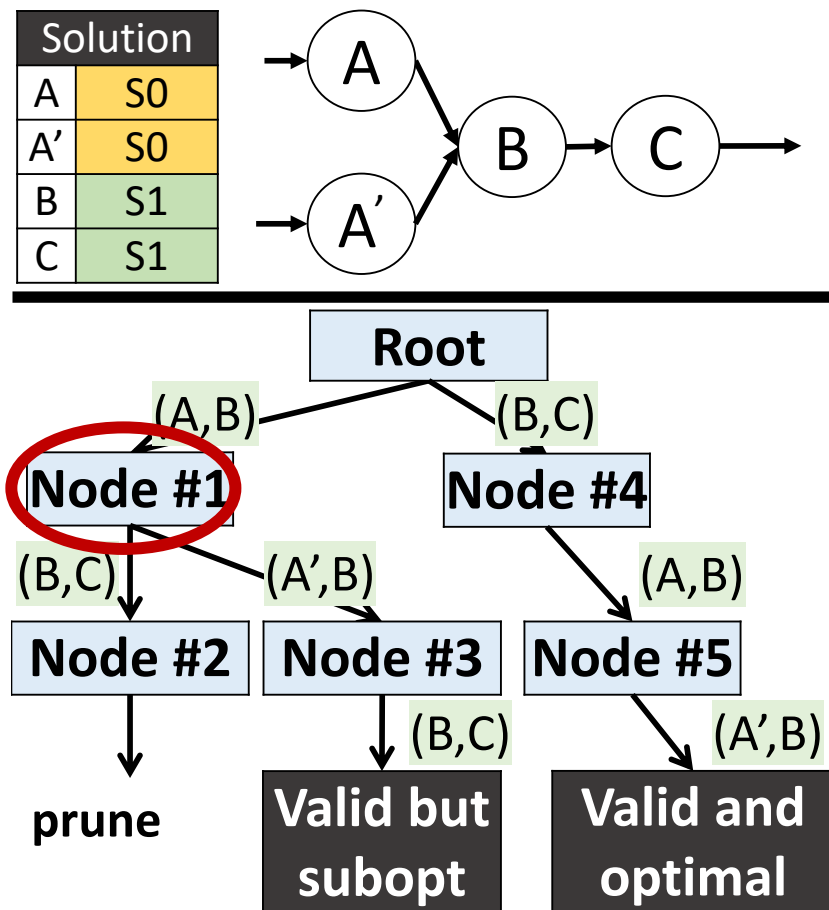 Solution
A S0
A’ S0
B S1
C S1
A
A’
B
C
Root
(A,B)
(B,C)
Node #1
Node #4
(B,C)
(A’,B)
(A,B)
Node #2
Node #3
Node #5
(B,C)
(A’,B)
prune
Valid but
subopt
Valid and
optimal